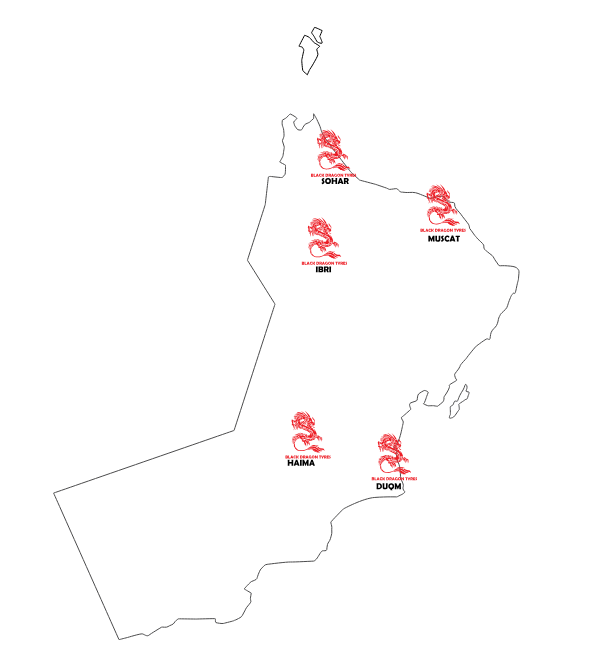 BLACK DRAGON TYRES
SOHAR
BLACK DRAGON TYRES
MUSCAT
BLACK DRAGON TYRES
IBRI
BLACK DRAGON TYRES
HAIMA
BLACK DRAGON TYRES
DUQM